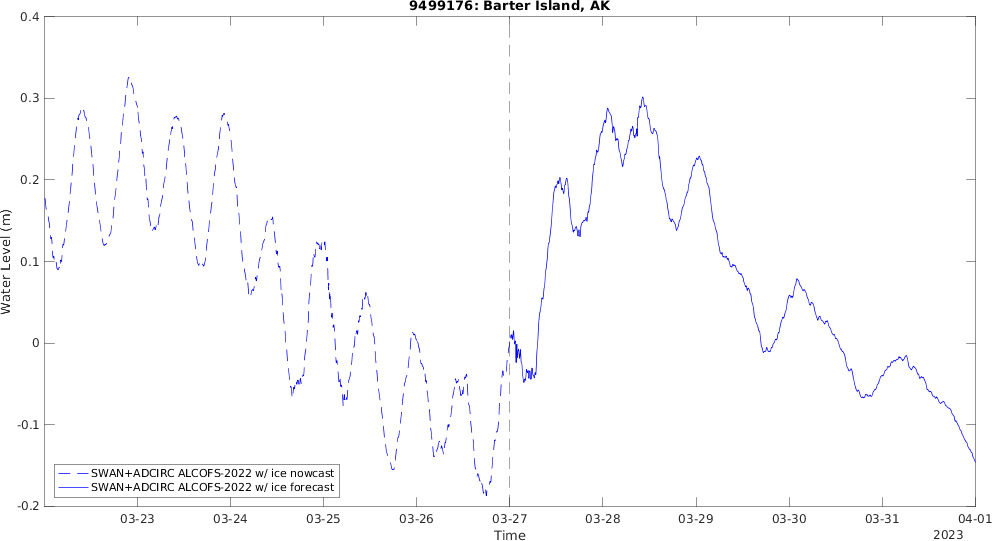 9499176: Barter Island, AK
0.4
0.3
0.2
0.1
0
-0.1
-0.2
Water Level (m)
SWAN+ADCIRC ALCOFS-2022 w/ ice nowcast
SWAN+ADCIRC ALCOFS-2022 w/ ice forecast
03-23 03-24 03-25 03-26 03-27 03-28 03-29 03-30 03-31 04-01
Time
2023